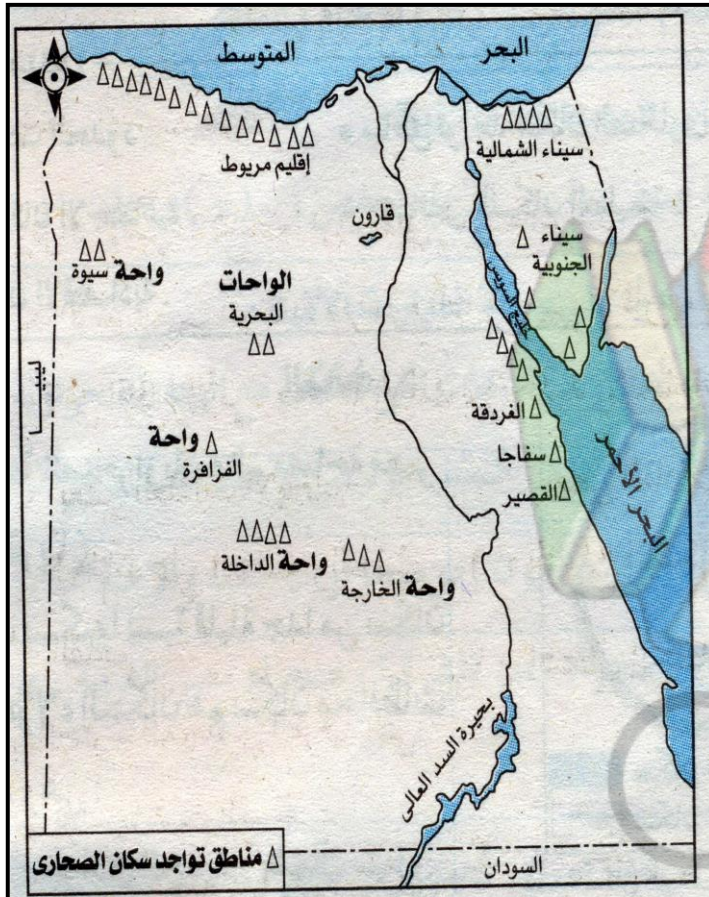 البحر
المتوسط
سيناء الشمالية
إقليم مريوط
قارون
سيناء
الجنوبية
خليج السويس
واحة سيوة
الواحات
البحرية
ليبيا
الغردقة
واحة
الفرافرة
سفاجا
القصير
البحر الأحمر
واحة الداخلة
واحة الخارجة
بحيرة السد العالى
السودان
مناطق تواجد سكان الصحارى